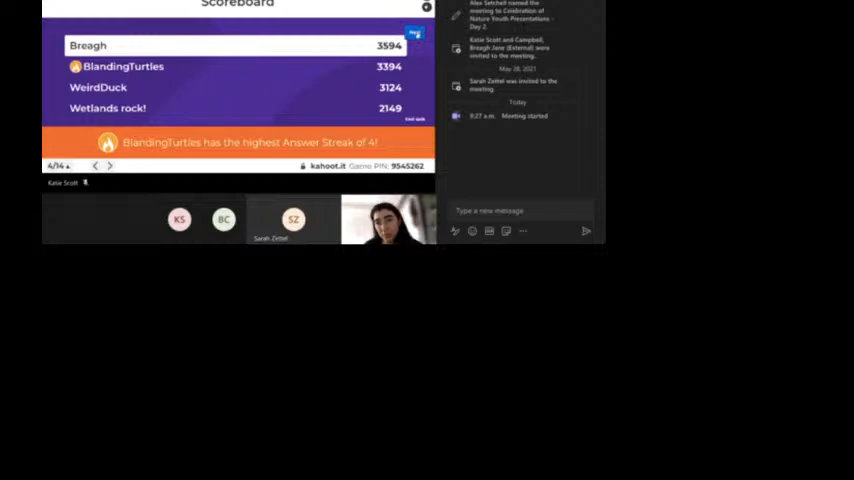 Scoreboard
Next
Breagh 3594
BlandingTurtles 3394
WeirdDuck 3124
Wetlands rock! 2149
End quiz
BlandingTurtles has the highest Answer Streak of 4!
4/14
kahoot.it Game PIN: 9545262
Katie Scott
KS
BC
SZ
Sarah Zettel
Alex Setchell named the
meeting to Celebration of
Nature Youth Presentations -
Day 2.
Katie Scott and Campbell,
Breagh Jane (External) were
invited to the meeting.
May 28, 2021
Sarah Zettel was invited to the
meeting.
Today
9:27 a.m. Meeting started
Type a new message